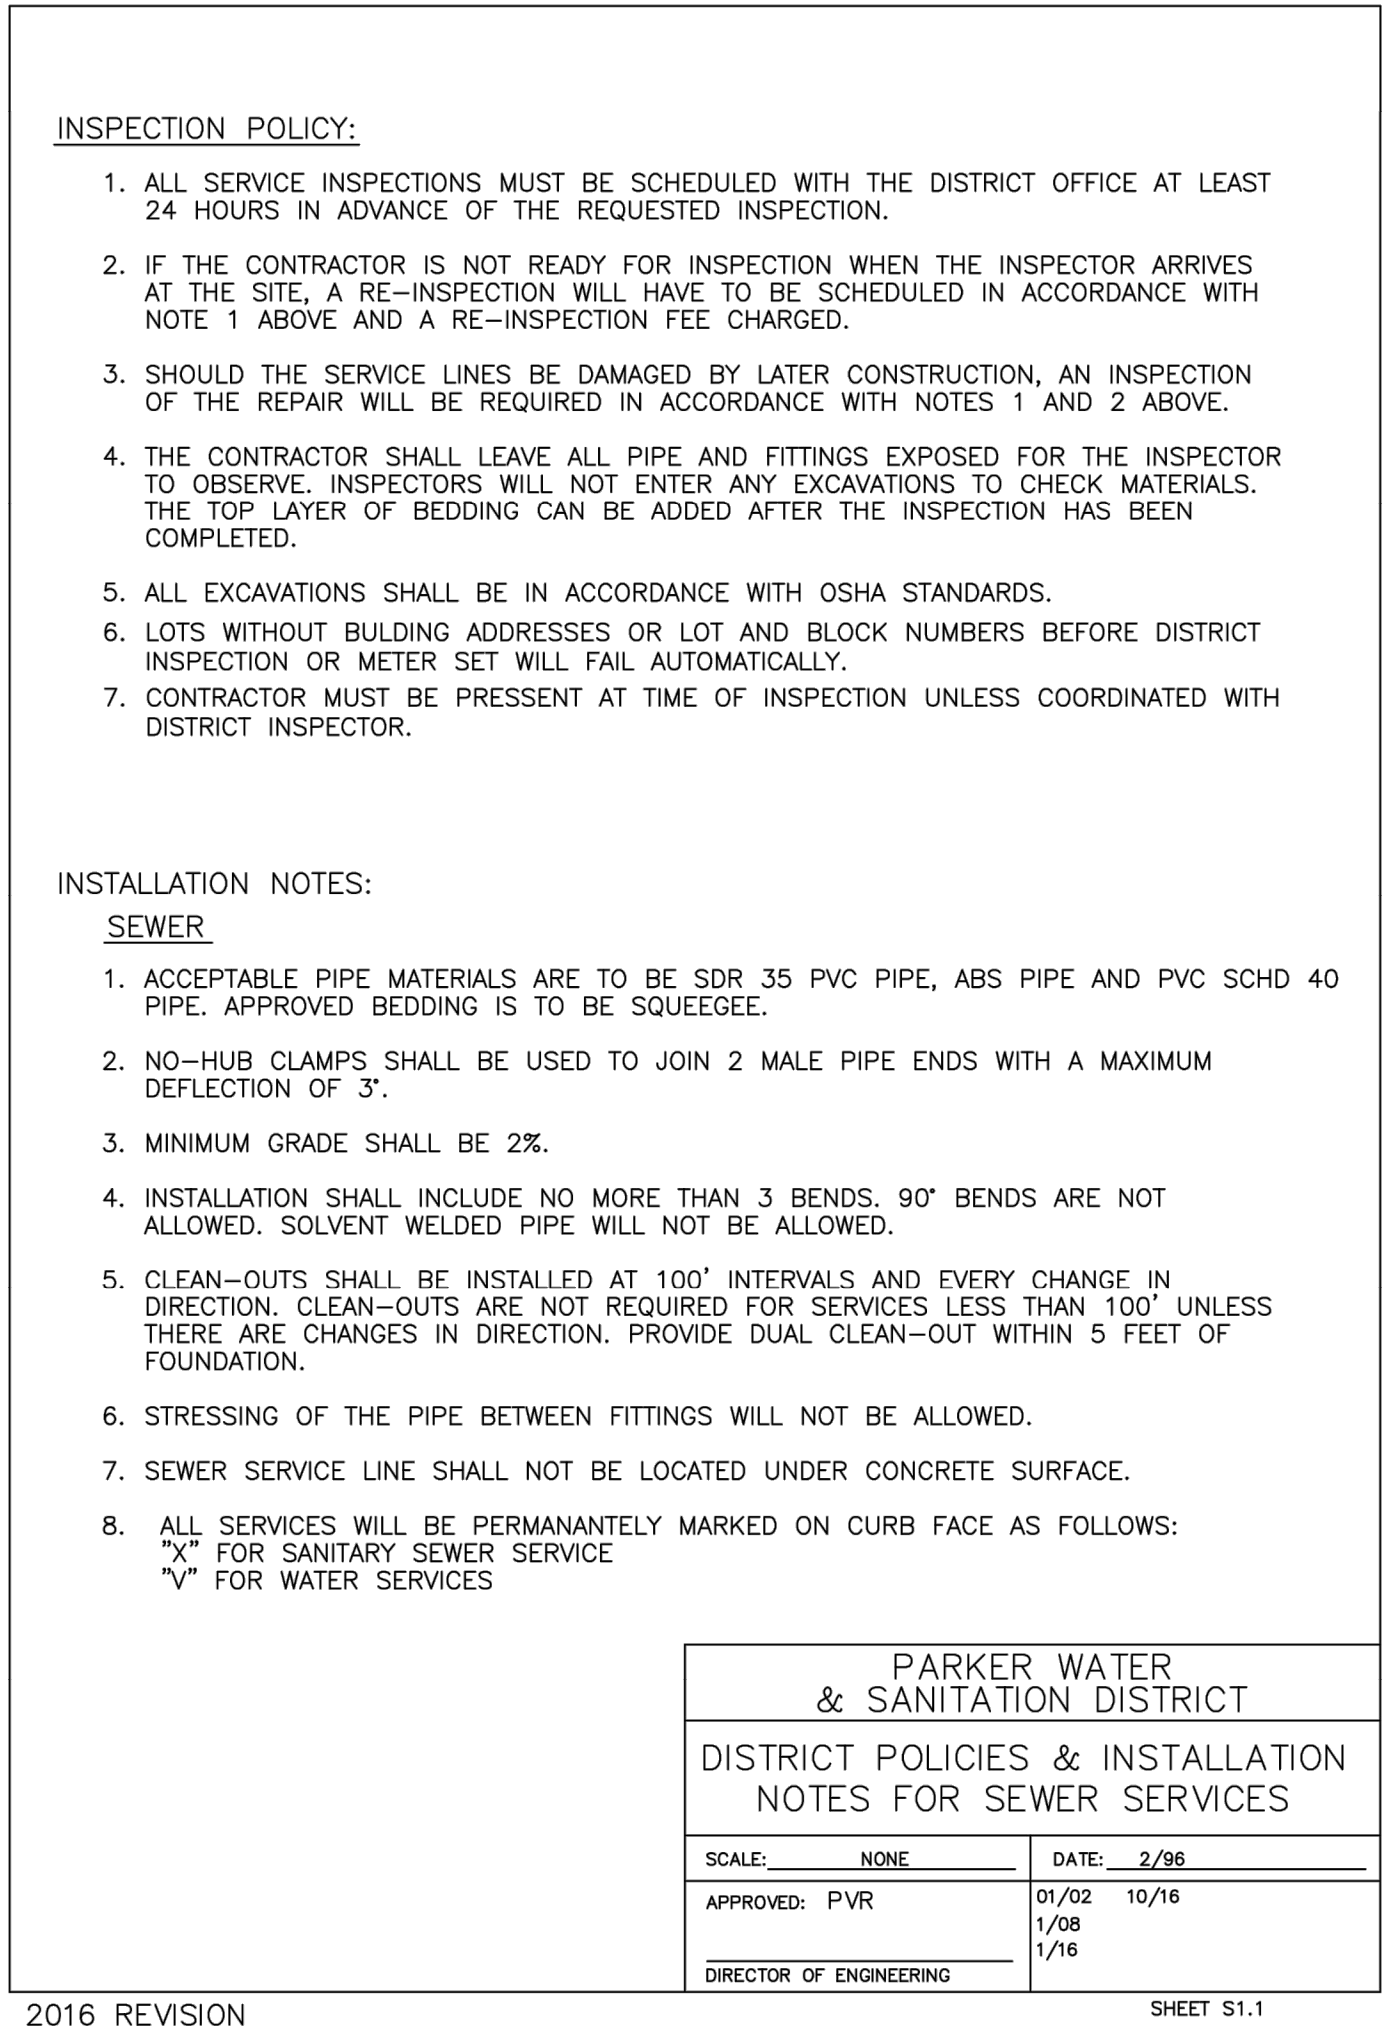 INSPECTION POLICY:
1. ALL SERVICE INSPECTIONS MUST BE SCHEDULED WITH THE DISTRICT OFFICE AT LEAST
24 HOURS IN ADVANCE OF THE REQUESTED INSPECTION.
2. IF THE CONTRACTOR IS NOT READY FOR INSPECTION WHEN THE INSPECTOR ARRIVES
AT THE SITE, A RE-INSPECTION WILL HAVE TO BE SCHEDULED IN ACCORDANCE WITH
NOTE 1 ABOVE AND A RE-INSPECTION FEE CHARGED.
3. SHOULD THE SERVICE LINES BE DAMAGED BY LATER CONSTRUCTION, AN INSPECTION
OF THE REPAIR WILL BE REQUIRED IN ACCORDANCE WITH NOTES 1 AND 2 ABOVE.
4. THE CONTRACTOR SHALL LEAVE ALL PIPE AND FITTINGS EXPOSED FOR THE INSPECTOR
TO OBSERVE. INSPECTORS WILL NOT ENTER ANY EXCAVATIONS TO CHECK MATERIALS.
THE TOP LAYER OF BEDDING CAN BE ADDED AFTER THE INSPECTION HAS BEEN
COMPLETED.
5. ALL EXCAVATIONS SHALL BE IN ACCORDANCE WITH OSHA STANDARDS.
6. LOTS WITHOUT BULDING ADDRESSES OR LOT AND BLOCK NUMBERS BEFORE DISTRICT
INSPECTION OR METER SET WILL FAIL AUTOMATICALLY.
7. CONTRACTOR MUST BE PRESSENT AT TIME OF INSPECTION UNLESS COORDINATED WITH
DISTRICT INSPECTOR.
INSTALLATION NOTES:
SEWER
1. ACCEPTABLE PIPE MATERIALS ARE TO BE SDR 35 PVC PIPE, ABS PIPE AND PVC SCHD 40
PIPE. APPROVED BEDDING IS TO BE SQUEEGEE.
2. NO-HUB CLAMPS SHALL BE USED TO JOIN 2 MALE PIPE ENDS WITH A MAXIMUM
DEFLECTION OF 3°.
3. MINIMUM GRADE SHALL BE 2%.
4. INSTALLATION SHALL INCLUDE NO MORE THAN 3 BENDS. 90° BENDS ARE NOT
ALLOWED. SOLVENT WELDED PIPE WILL NOT BE ALLOWED.
5. CLEAN-OUTS SHALL BE INSTALLED AT 100' INTERVALS AND EVERY CHANGE IN
DIRECTION. CLEAN-OUTS ARE NOT REQUIRED FOR SERVICES LESS THAN 100' UNLESS
THERE ARE CHANGES IN DIRECTION. PROVIDE DUAL CLEAN-OUT WITHIN 5 FEET OF
FOUNDATION.
6. STRESSING OF THE PIPE BETWEEN FITTINGS WILL NOT BE ALLOWED.
7. SEWER SERVICE LINE SHALL NOT BE LOCATED UNDER CONCRETE SURFACE.
8. ALL SERVICES WILL BE PERMANANTELY MARKED ON CURB FACE AS FOLLOWS:
"X" FOR SANITARY SEWER SERVICE
"V" FOR WATER SERVICES
PARKER WATER
& SANITATION DISTRICT
DISTRICT POLICIES & INSTALLATION
NOTES FOR SEWER SERVICES
SCALE: NONE
DATE: 2/96
APPROVED: PVR
DIRECTOR OF ENGINEERING
01/02 10/16
1/08
1/16
2016 REVISION
SHEET S1.1